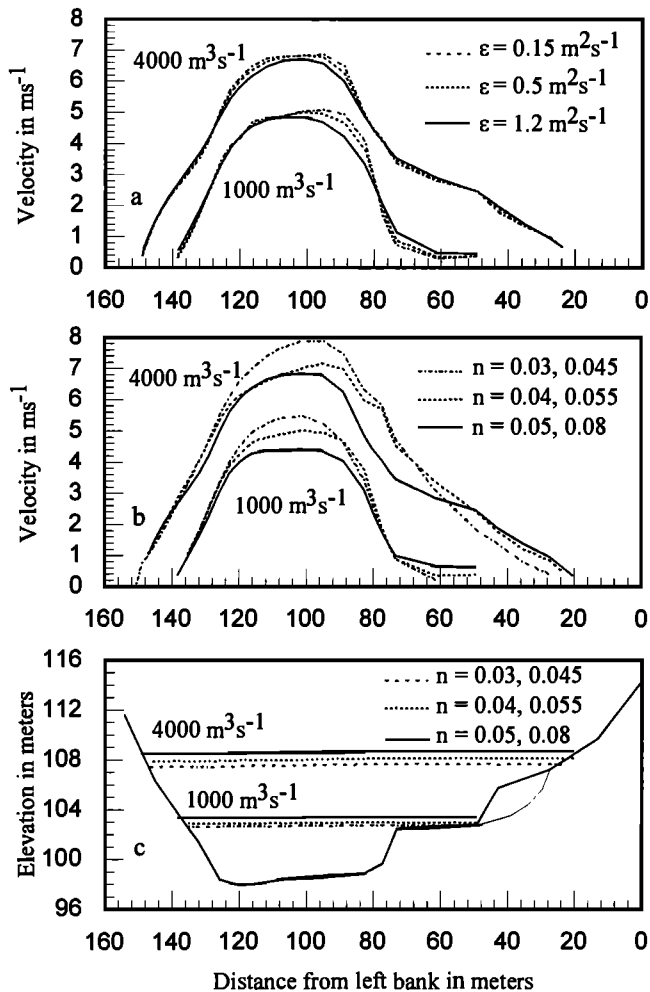 8
7
6
5
4
3
2
1
0
Velocity in ms⁻¹
4000 m³s⁻¹
1000 m³s⁻¹
a
ε = 0.15 m²s⁻¹
ε = 0.5 m²s⁻¹
ε = 1.2 m²s⁻¹
160 140 120 100 80 60 40 20 0
8
7
6
5
4
3
2
1
0
Velocity in ms⁻¹
4000 m³s⁻¹
1000 m³s⁻¹
b
n = 0.03, 0.045
n = 0.04, 0.055
n = 0.05, 0.08
160 140 120 100 80 60 40 20 0
116
112
108
104
100
96
Elevation in meters
4000 m³s⁻¹
1000 m³s⁻¹
c
n = 0.03, 0.045
n = 0.04, 0.055
n = 0.05, 0.08
160 140 120 100 80 60 40 20 0
Distance from left bank in meters